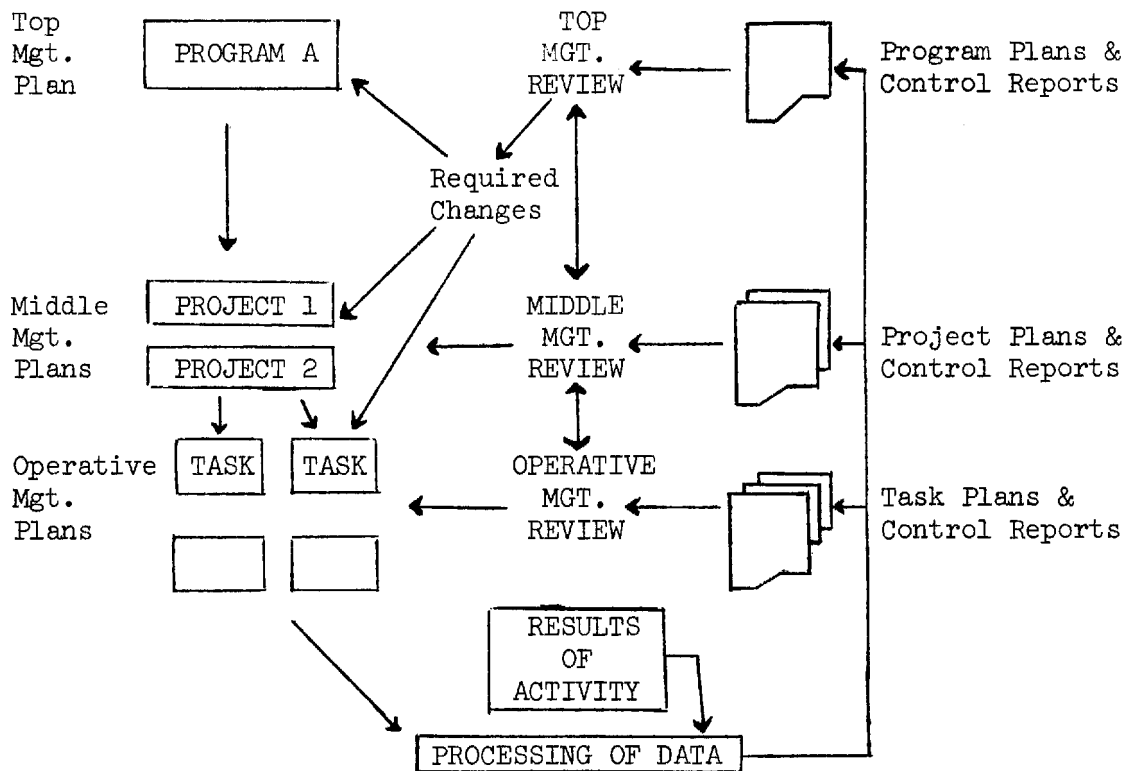 Top
Mgt.
Plan
PROGRAM A
TOP
MGT.
REVIEW
Program Plans &
Control Reports
Required
Changes
Middle
Mgt.
Plans
PROJECT 1
PROJECT 2
MIDDLE
MGT.
REVIEW
Project Plans &
Control Reports
Operative
Mgt.
Plans
TASK
TASK
OPERATIVE
MGT.
REVIEW
Task Plans &
Control Reports
RESULTS
OF
ACTIVITY
PROCESSING OF DATA